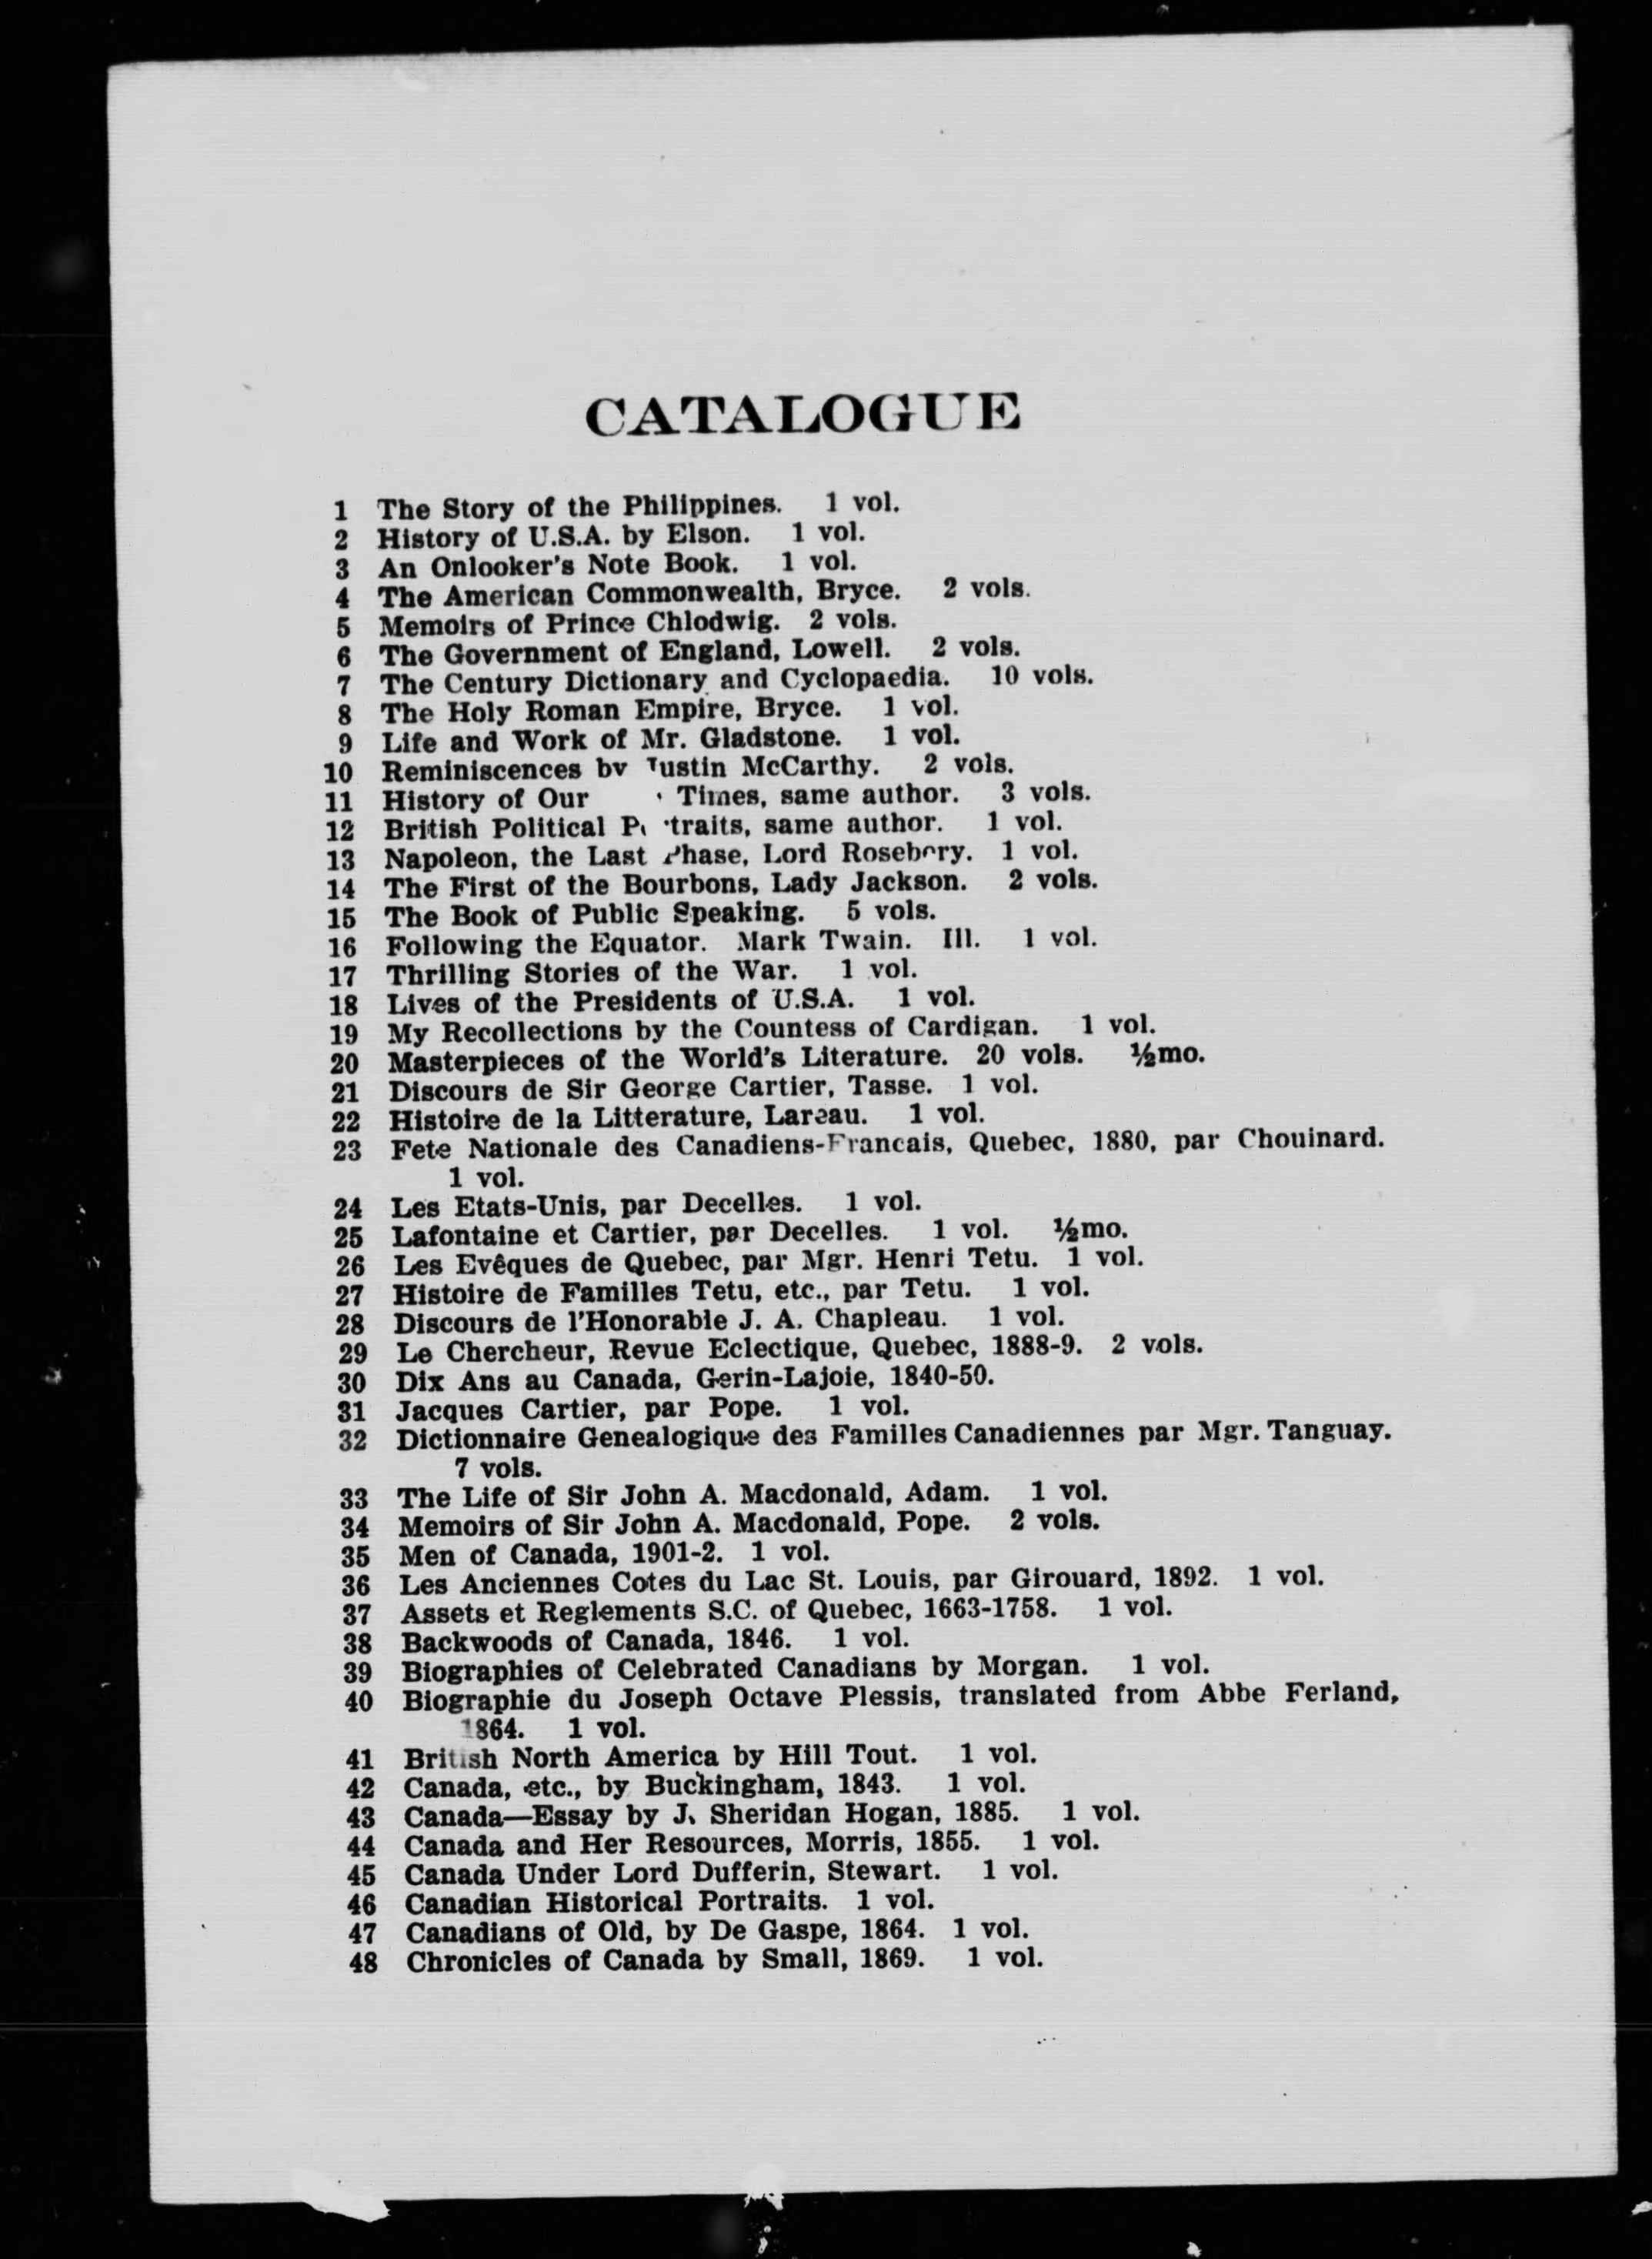 CATALOGUE
1 The Story of the Philippines. 1 vol.
2 History of U.S.A. by Elson. 1 vol.
3 An Onlooker's Note Book. 1 vol.
4 The American Commonwealth, Bryce. 2 vols.
5 Memoirs of Prince Chlodwig. 2 vols.
6 The Government of England, Lowell. 2 vols.
7 The Century Dictionary and Cyclopaedia. 10 vols.
8 The Holy Roman Empire, Bryce. 1 vol.
9 Life and Work of Mr. Gladstone. 1 vol.
10 Reminiscences by Justin McCarthy. 2 vols.
11 History of Our Times, same author. 3 vols.
12 British Political Portraits, same author. 1 vol.
13 Napoleon, the Last Phase, Lord Rosebery. 1 vol.
14 The First of the Bourbons, Lady Jackson. 2 vols.
15 The Book of Public Speaking. 5 vols.
16 Following the Equator. Mark Twain. Ill. 1 vol.
17 Thrilling Stories of the War. 1 vol.
18 Lives of the Presidents of U.S.A. 1 vol.
19 My Recollections by the Countess of Cardigan. 1 vol.
20 Masterpieces of the World's Literature. 20 vols. ½mo.
21 Discours de Sir George Cartier, Tasse. 1 vol.
22 Histoire de la Litterature, Lareau. 1 vol.
23 Fete Nationale des Canadiens-Francais, Quebec, 1880, par Chouinard.
1 vol.
24 Les Etats-Unis, par Decelles. 1 vol.
25 Lafontaine et Cartier, par Decelles. 1 vol. ½mo.
26 Les Evêques de Quebec, par Mgr. Henri Tetu. 1 vol.
27 Histoire de Familles Tetu, etc., par Tetu. 1 vol.
28 Discours de l'Honorable J. A. Chapleau. 1 vol.
29 Le Chercheur, Revue Eclectique, Quebec, 1888-9. 2 vols.
30 Dix Ans au Canada, Gerin-Lajoie, 1840-50.
31 Jacques Cartier, par Pope. 1 vol.
32 Dictionnaire Genealogique des Familles Canadiennes par Mgr. Tanguay.
7 vols.
33 The Life of Sir John A. Macdonald, Adam. 1 vol.
34 Memoirs of Sir John A. Macdonald, Pope. 2 vols.
35 Men of Canada, 1901-2. 1 vol.
36 Les Anciennes Cotes du Lac St. Louis, par Girouard, 1892. 1 vol.
37 Assets et Reglements S.C. of Quebec, 1663-1758. 1 vol.
38 Backwoods of Canada, 1846. 1 vol.
39 Biographies of Celebrated Canadians by Morgan. 1 vol.
40 Biographie du Joseph Octave Plessis, translated from Abbe Ferland,
1864. 1 vol.
41 British North America by Hill Tout. 1 vol.
42 Canada, etc., by Buckingham, 1843. 1 vol.
43 Canada—Essay by J. Sheridan Hogan, 1885. 1 vol.
44 Canada and Her Resources, Morris, 1855. 1 vol.
45 Canada Under Lord Dufferin, Stewart. 1 vol.
46 Canadian Historical Portraits. 1 vol.
47 Canadians of Old, by De Gaspe, 1864. 1 vol.
48 Chronicles of Canada by Small, 1869. 1 vol.